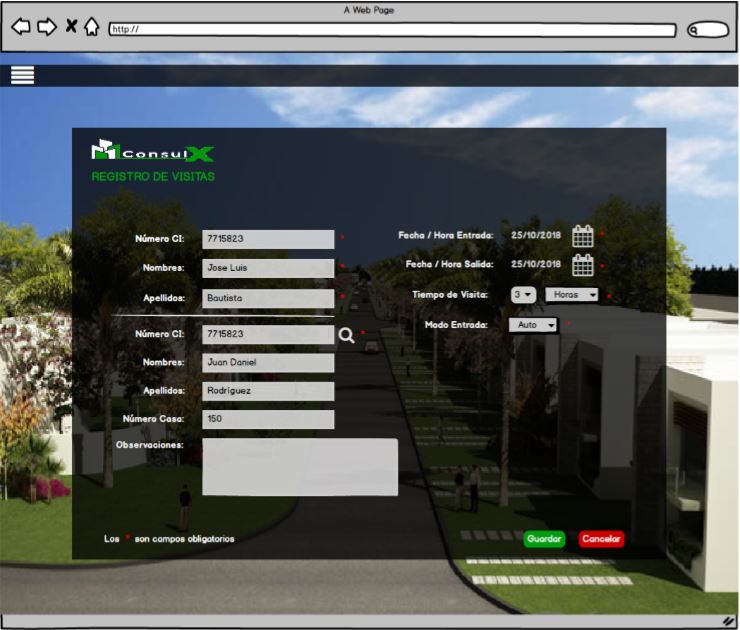 A Web Page
http://
ConsulX
REGISTRO DE VISITAS
Número CI: 7715823 *
Nombres: Jose Luis *
Apellidos: Bautista *
Número CI: 7715823 *
Nombres: Juan Daniel
Apellidos: Rodríguez
Número Casa: 150
Observaciones:
Fecha / Hora Entrada: 25/10/2018 *
Fecha / Hora Salida: 25/10/2018 *
Tiempo de Visita: 3 Horas *
Modo Entrada: Auto *
Los * son campos obligatorios
Guardar Cancelar